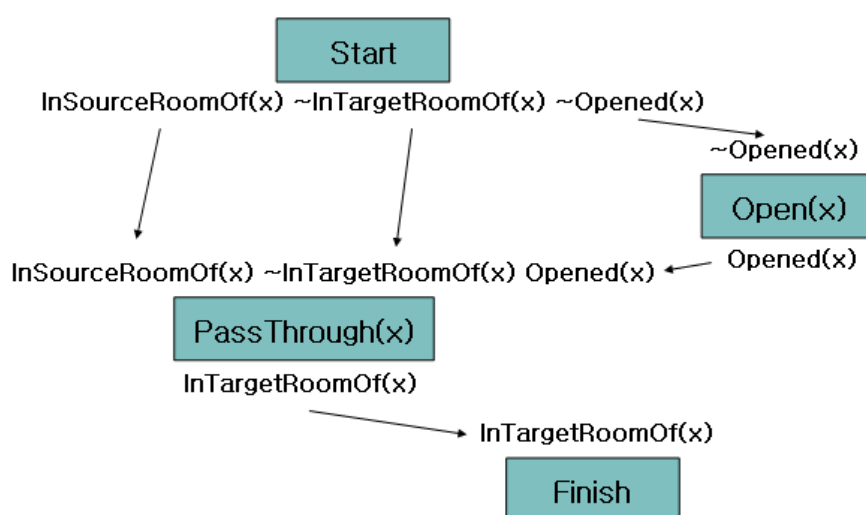 Start
InSourceRoomOf(x) ~InTargetRoomOf(x) ~Opened(x)
~Opened(x)
Open(x)
Opened(x)
InSourceRoomOf(x) ~InTargetRoomOf(x) Opened(x)
PassThrough(x)
InTargetRoomOf(x)
InTargetRoomOf(x)
Finish